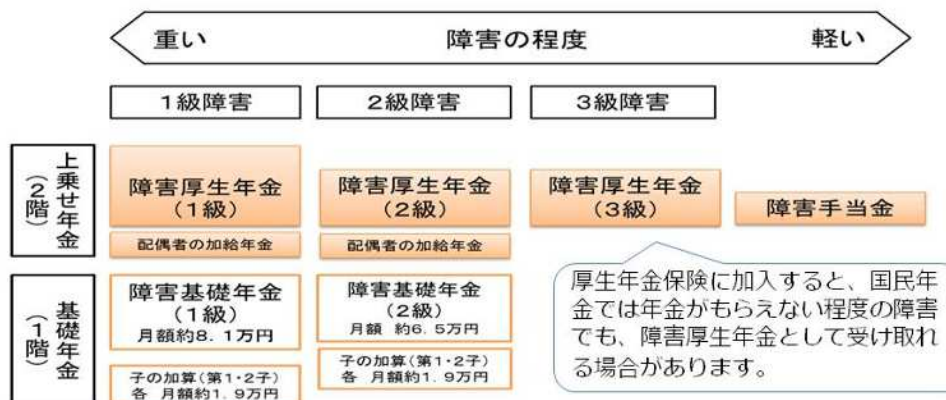 重い 障害の程度 軽い
1級障害 2級障害 3級障害
上乗せ年金
(2階)
障害厚生年金
(1級)
配偶者の加給年金
障害厚生年金
(2級)
配偶者の加給年金
障害厚生年金
(3級)
障害手当金
基礎年金
(1階)
障害基礎年金
(1級)
月額約8.1万円
子の加算(第1・2子)
各 月額約1.9万円
障害基礎年金
(2級)
月額 約6.5万円
子の加算(第1・2子)
各 月額約1.9万円
厚生年金保険に加入すると、国民年
金では年金がもらえない程度の障害
でも、障害厚生年金として受け取れ
る場合があります。